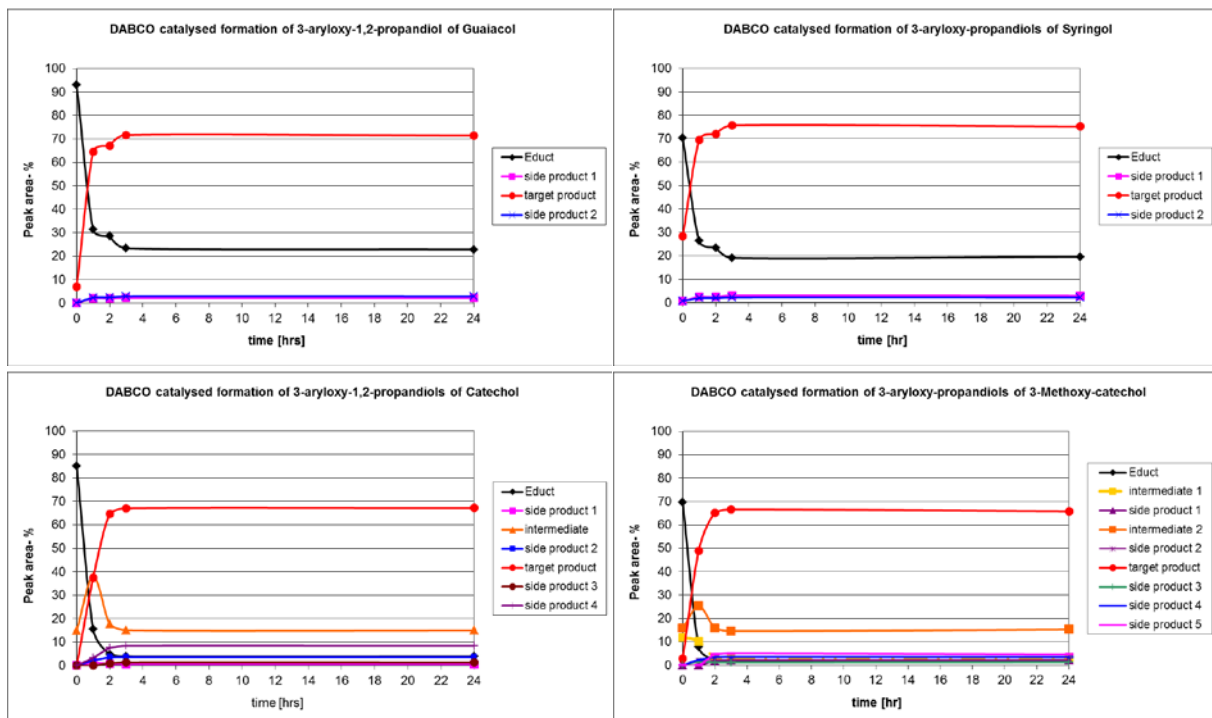 DABCO catalysed formation of 3-aryloxy-1,2-propandiol of Guaiacol
Peak area- %
100
90
80
70
60
50
40
30
20
10
0
0 2 4 6 8 10 12 14 16 18 20 22 24
time [hrs]
Educt
side product 1
target product
side product 2
DABCO catalysed formation of 3-aryloxy-propandiols of Syringol
Peak area- %
100
90
80
70
60
50
40
30
20
10
0
0 2 4 6 8 10 12 14 16 18 20 22 24
time [hr]
Educt
side product 1
target product
side product 2
DABCO catalysed formation of 3-aryloxy-1,2-propandiols of Catechol
Peak area- %
100
90
80
70
60
50
40
30
20
10
0
0 2 4 6 8 10 12 14 16 18 20 22 24
time [hrs]
Educt
side product 1
intermediate
side product 2
target product
side product 3
side product 4
DABCO catalysed formation of 3-aryloxy-propandiols of 3-Methoxy-catechol
Peak area- %
100
90
80
70
60
50
40
30
20
10
0
0 2 4 6 8 10 12 14 16 18 20 22 24
time [hr]
Educt
intermediate 1
side product 1
intermediate 2
side product 2
target product
side product 3
side product 4
side product 5